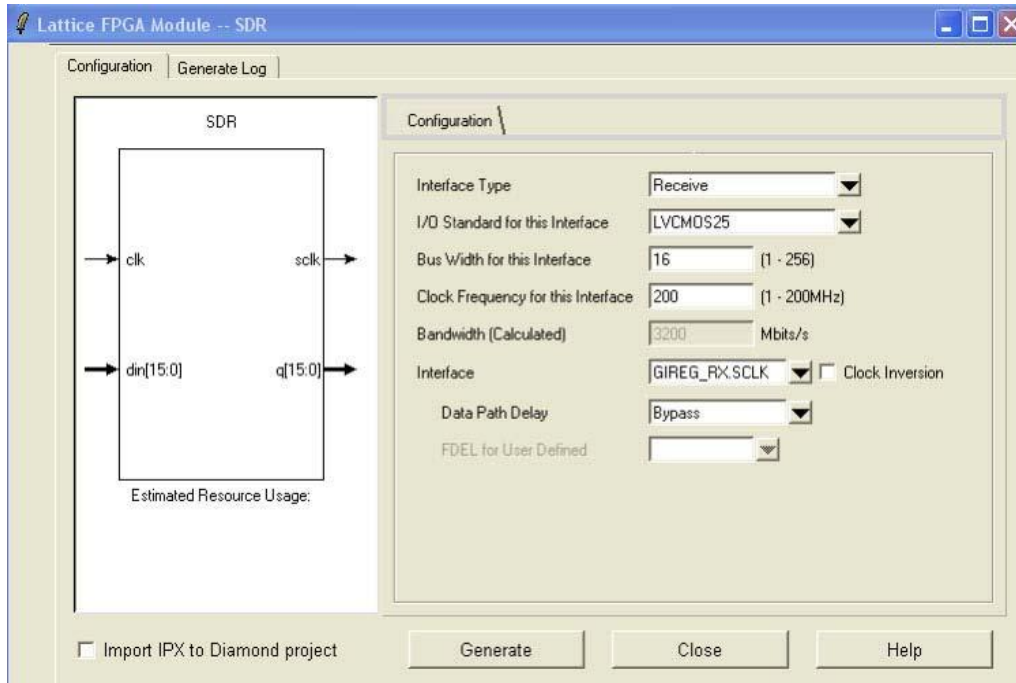 Lattice FPGA Module -- SDR
Configuration
Generate Log
SDR
clk
sclk
din[15:0]
q[15:0]
Estimated Resource Usage:
Configuration
Interface Type
Receive
I/O Standard for this Interface
LVCMOS25
Bus Width for this Interface
16
(1 - 256)
Clock Frequency for this Interface
200
(1 - 200MHz)
Bandwidth (Calculated)
3200
Mbits/s
Interface
GIREG_RX.SCLK
Clock Inversion
Data Path Delay
Bypass
FDEL for User Defined
Import IPX to Diamond project
Generate
Close
Help